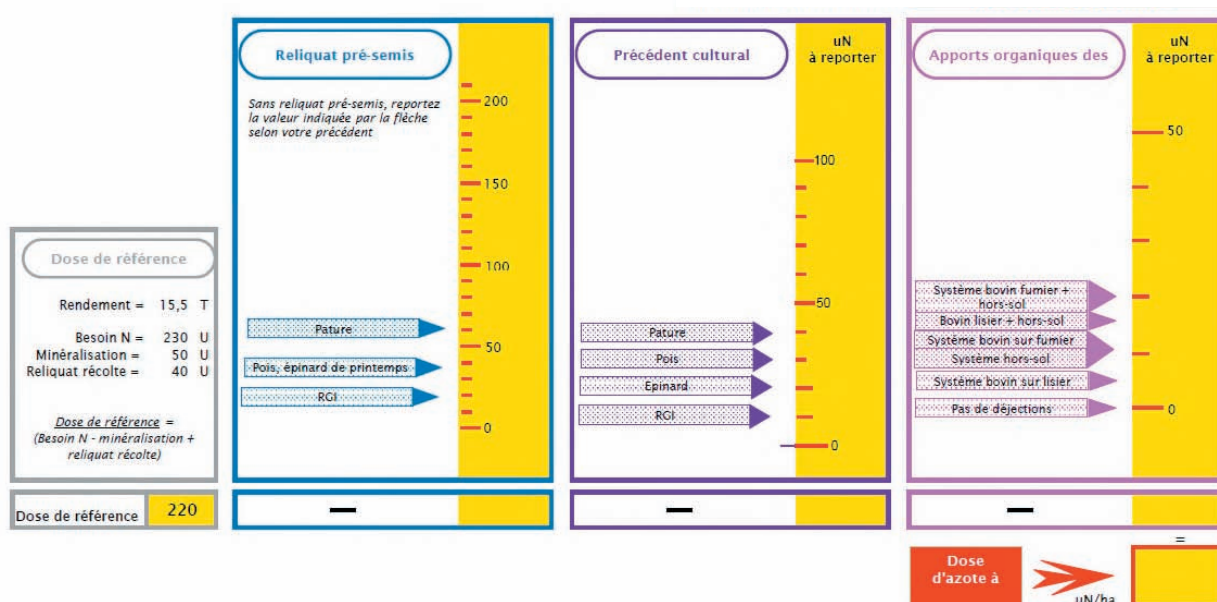 Dose de référence
Rendement = 15,5 T
Besoin N = 230 U
Minéralisation = 50 U
Reliquat récolte = 40 U
Dose de référence =
(Besoin N - minéralisation +
reliquat récolte)
Dose de référence 220
Reliquat pré-semis
Sans reliquat pré-semis, reportez
la valeur indiquée par la flèche
selon votre précédent
200
150
100
50
0
Pature
Pois, épinard de printemps
RGI
—
Précédent cultural
uN
à reporter
100
50
0
Pature
Pois
Epinard
RGI
—
Apports organiques des
uN
à reporter
50
0
Système bovin fumier +
hors-sol
Bovin lisier + hors-sol
Système bovin sur fumier
Système hors-sol
Système bovin sur lisier
Pas de déjections
—
=
Dose
d'azote à
uN/ha